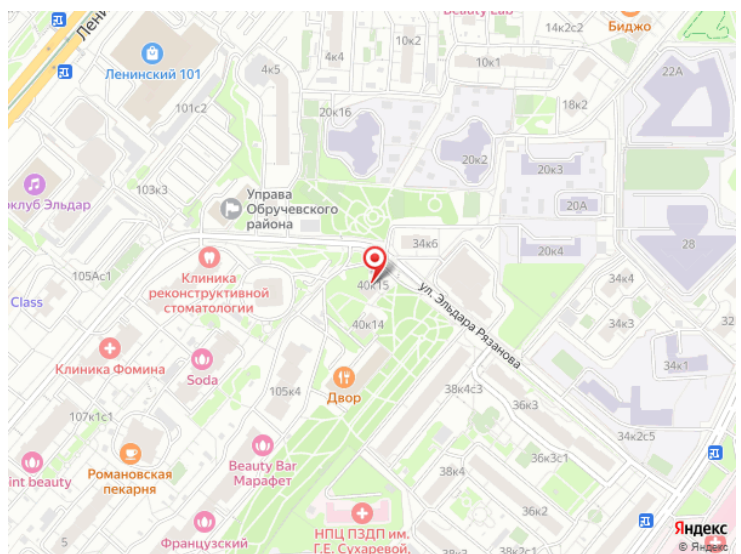 Beauty Lab
14к2с2
Биджо
10к2
10к1
Лени
4к4
Ленинский 101
4к5
22А
101с2
20к16
18к2
20к2
20к3
103к3
Управа
Обручевского
района
20А
оклуб Эльдар
34к6
20к4
28
Клиника
реконструктивной
стоматологии
105Ас1
34к4
40к15
ул. Эльдара Рязанова
Class
34к3
32
40к14
Клиника Фомина
Soda
34к1
Двор
105к4
38к4с3
36к3
107к1с1
34к2с5
Романовская
пекарня
Beauty Bar
Марафет
int beauty
38к4
36к3с1
36к2
5
Французский
НПЦ ПЗДП им.
Г.Е. Сухаревой,
Яндекс
© Яндекс